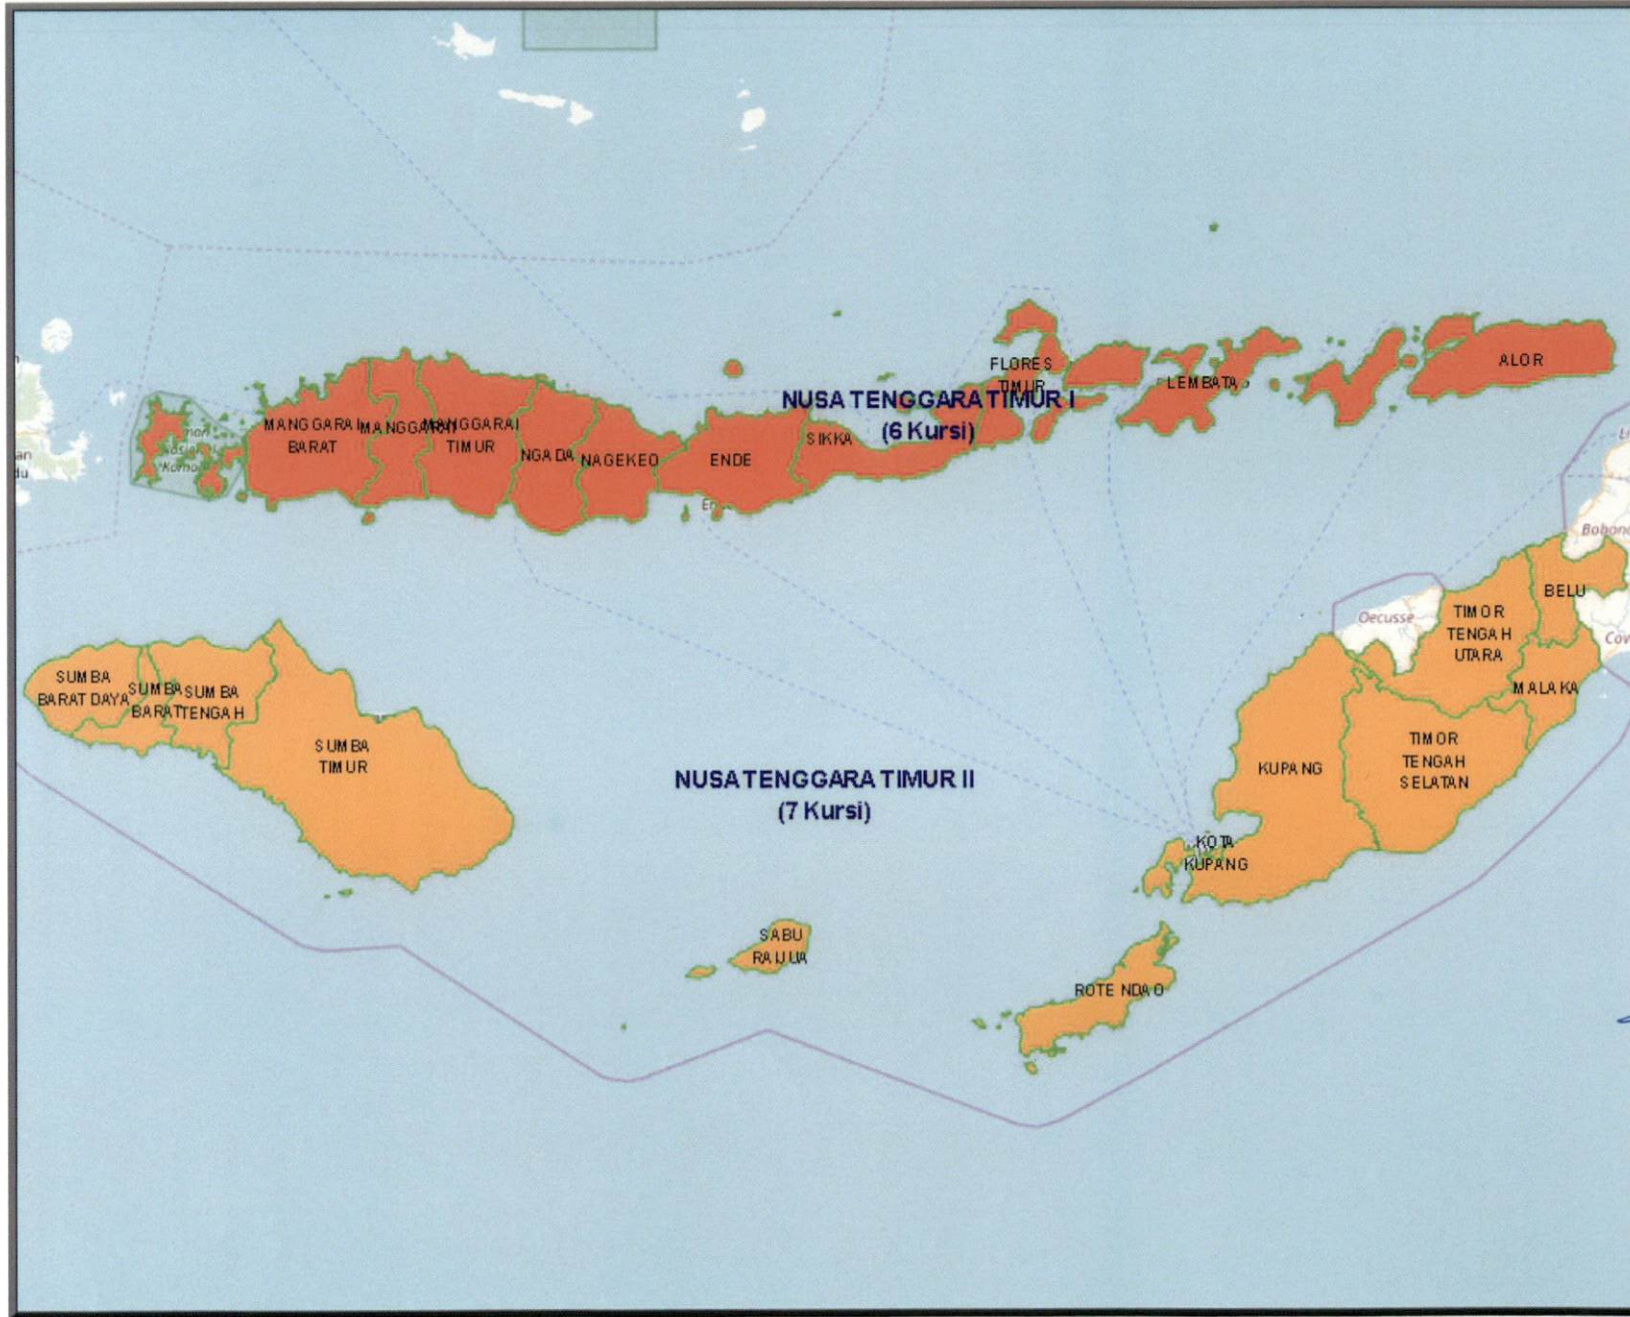 FLORES
TIMUR
ALOR
LEMBATA
NUSA TENGGARA TIMUR I
(6 Kursi)
MANGGARAI
BARAT
MANGGARAI
MANGGARAI
TIMUR
NGADA
NAGEKEO
ENDE
SIKKA
Oecusse
TIMOR
TENGAH
UTARA
BELU
MALAKA
SUMBA
BARAT DAYA
SUMBA
BARAT
SUMBA
TENGAH
SUMBA
TIMUR
NUSA TENGGARA TIMUR II
(7 Kursi)
KUPANG
TIMOR
TENGAH
SELATAN
KOTA
KUPANG
SABU
RAIJUA
ROTE NDAO